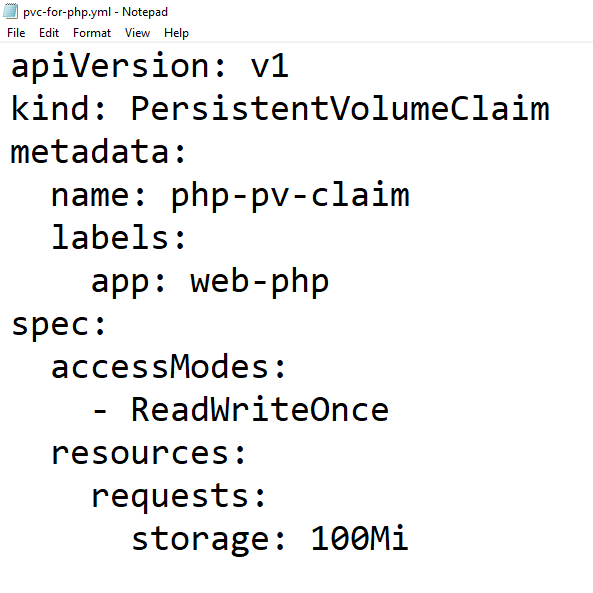 pvc-for-php.yml - Notepad
File Edit Format View Help
apiVersion: v1
kind: PersistentVolumeClaim
metadata:
  name: php-pv-claim
  labels:
    app: web-php
spec:
  accessModes:
    - ReadWriteOnce
  resources:
    requests:
      storage: 100Mi